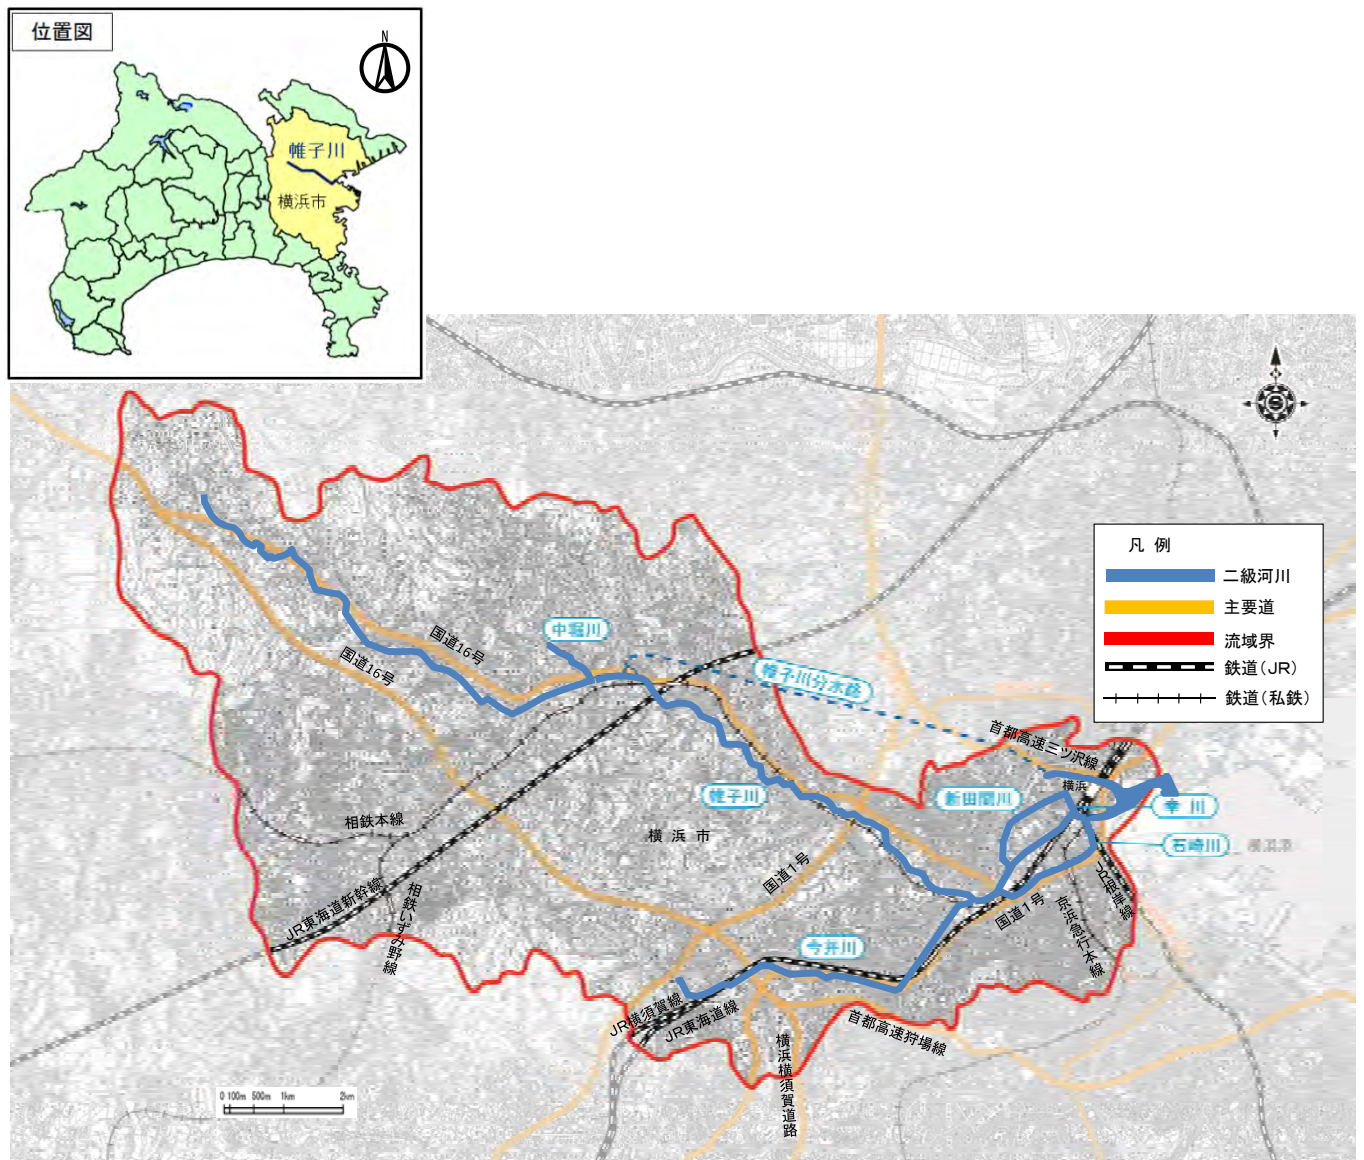 位置図
N
帷子川
横浜市
凡 例
二級河川
主要道
流域界
鉄道(JR)
鉄道(私鉄)
中堀川
国道16号
国道16号
帷子川分水路
首都高速三ツ沢線
横浜
帷子川
新田間川
幸 川
石崎川
相鉄本線
横 浜 市
国道1号
JR東海道新幹線
相鉄いずみ野線
JR根岸線
国道1号
京浜急行本線
今井川
JR横須賀線
JR東海道線
首都高速狩場線
横浜横須賀道路
0 100m 500m 1km 2km